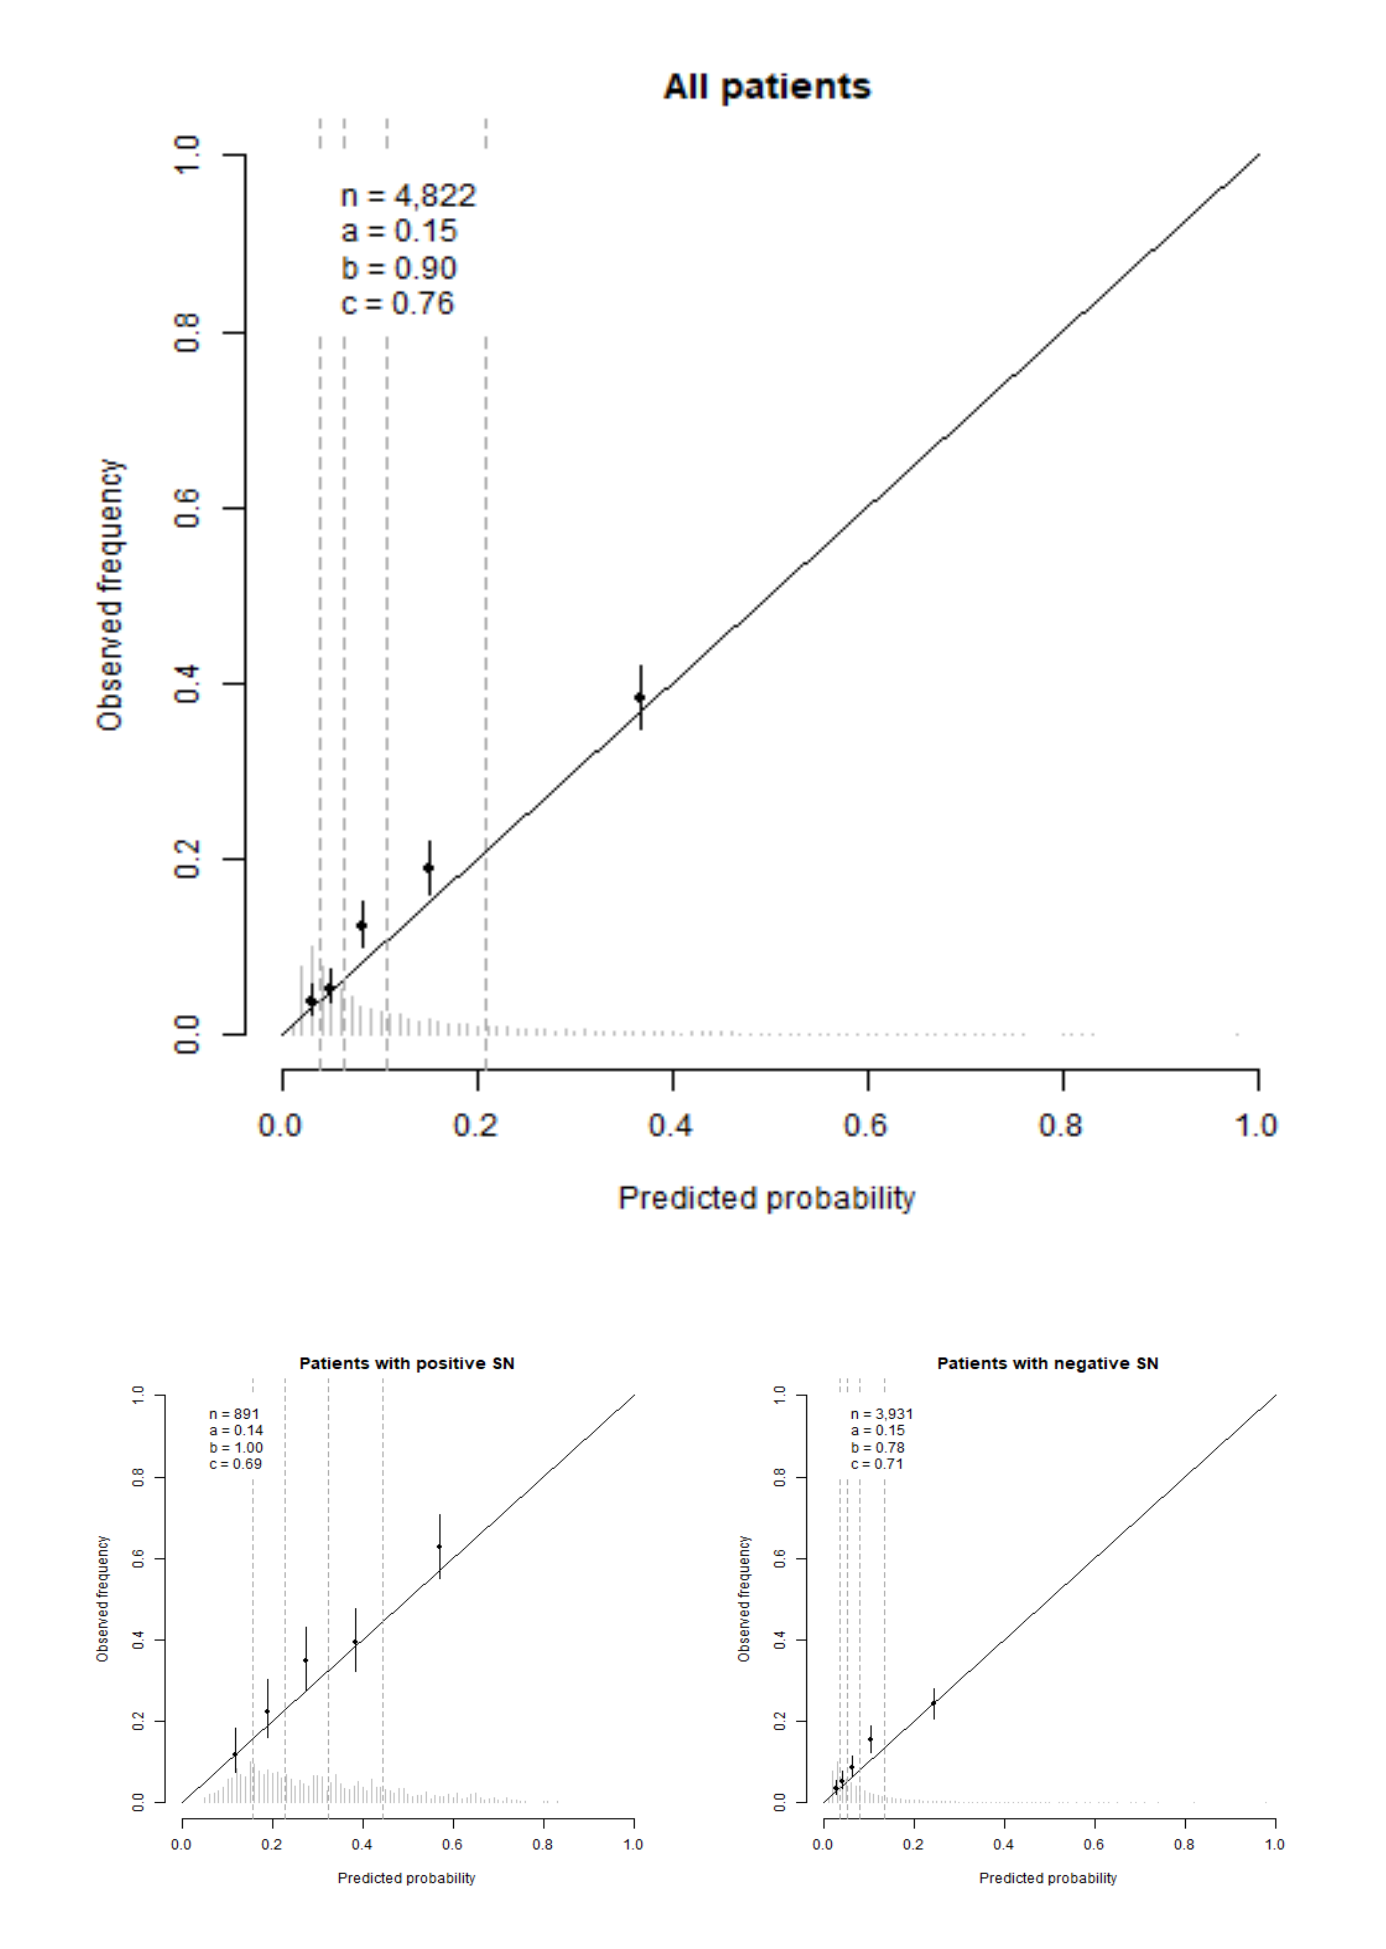 All patients
n = 4,822
a = 0.15
b = 0.90
c = 0.76
Observed frequency
1.0
0.8
0.6
0.4
0.2
0.0
0.0 0.2 0.4 0.6 0.8 1.0
Predicted probability
Patients with positive SN
n = 891
a = 0.14
b = 1.00
c = 0.69
Observed frequency
1.0
0.8
0.6
0.4
0.2
0.0
0.0 0.2 0.4 0.6 0.8 1.0
Predicted probability
Patients with negative SN
n = 3,931
a = 0.15
b = 0.78
c = 0.71
Observed frequency
1.0
0.8
0.6
0.4
0.2
0.0
0.0 0.2 0.4 0.6 0.8 1.0
Predicted probability